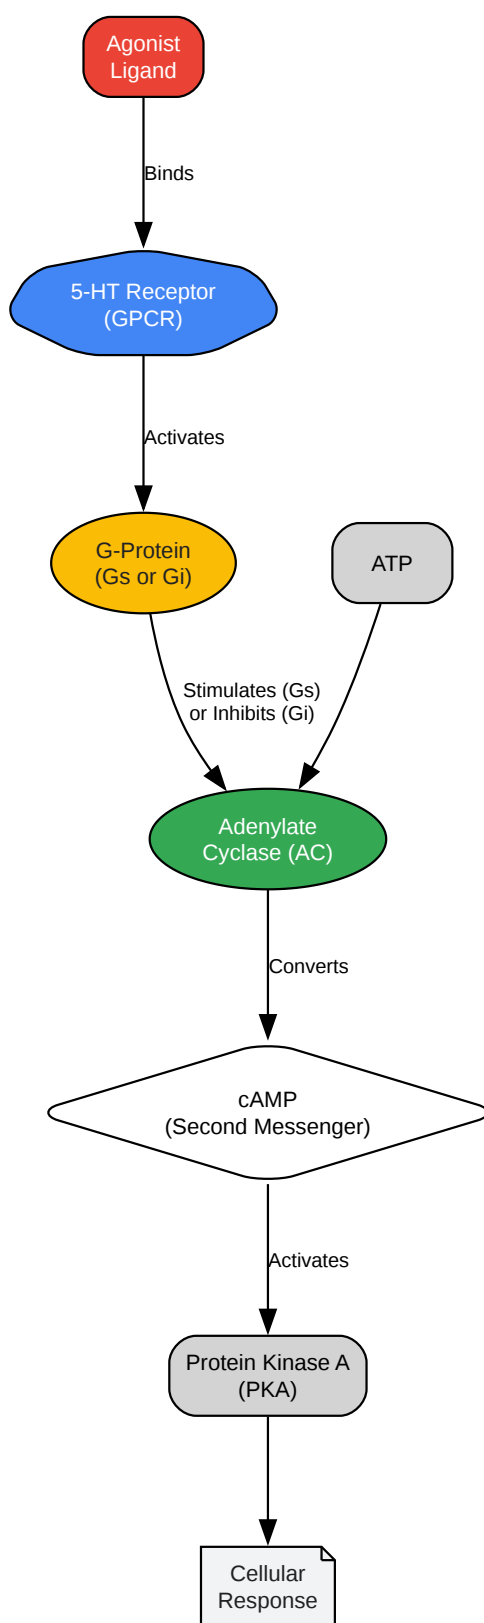 Agonist
Ligand
Binds
5-HT Receptor
(GPCR)
Activates
G-Protein
(Gs or Gi)
ATP
Stimulates (Gs)
or Inhibits (Gi)
Adenylate
Cyclase (AC)
Converts
cAMP
(Second Messenger)
Activates
Protein Kinase A
(PKA)
Cellular
Response